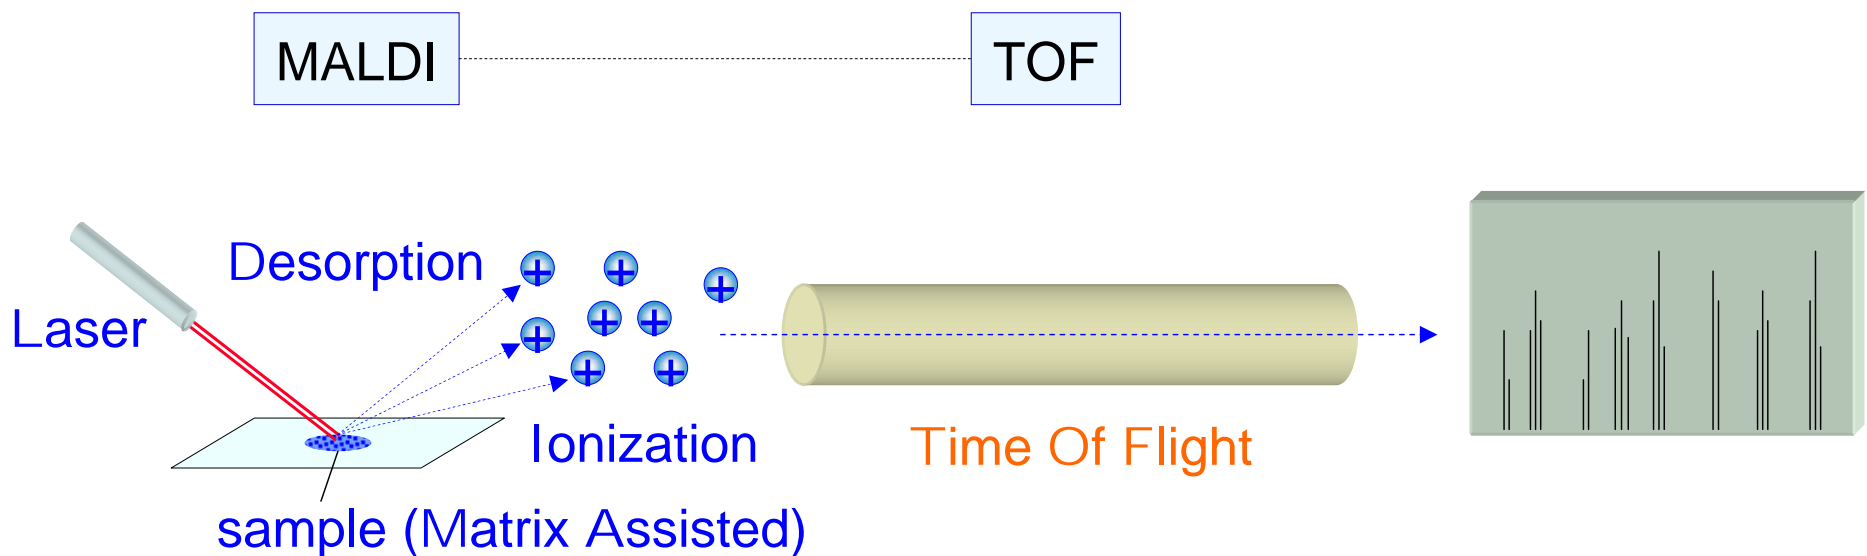 MALDI
TOF
Desorption
Laser
Ionization
Time Of Flight
sample (Matrix Assisted)